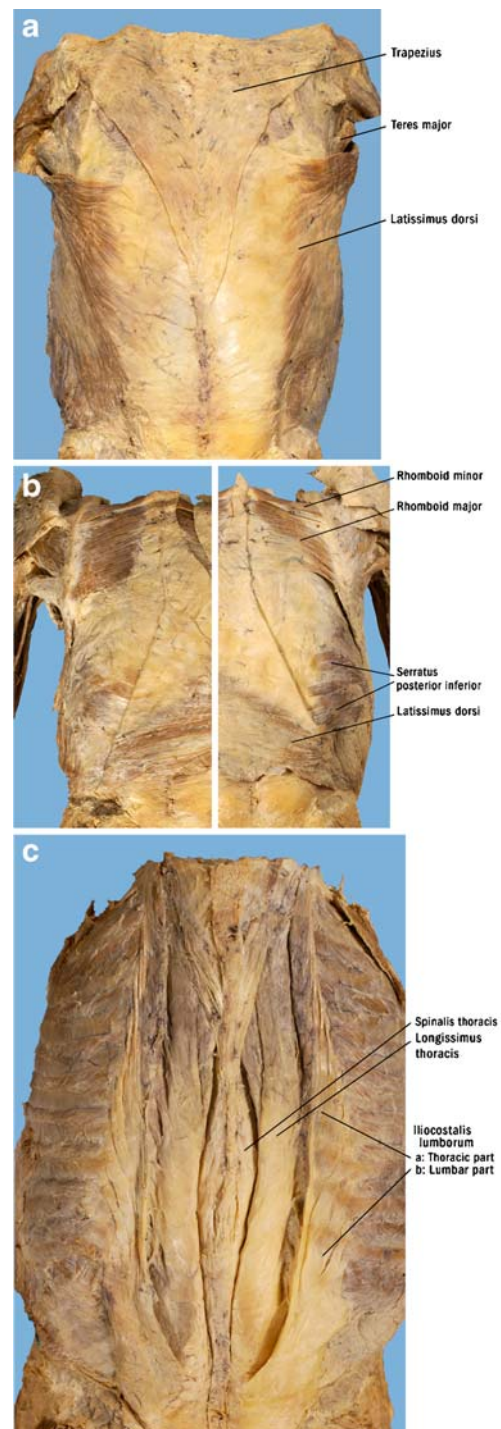 a
Trapezius
Teres major
Latissimus dorsi
b
Rhomboid minor
Rhomboid major
Serratus
posterior inferior
Latissimus dorsi
c
Spinalis thoracis
Longissimus
thoracis
Iliocostalis
lumborum
a: Thoracic part
b: Lumbar part